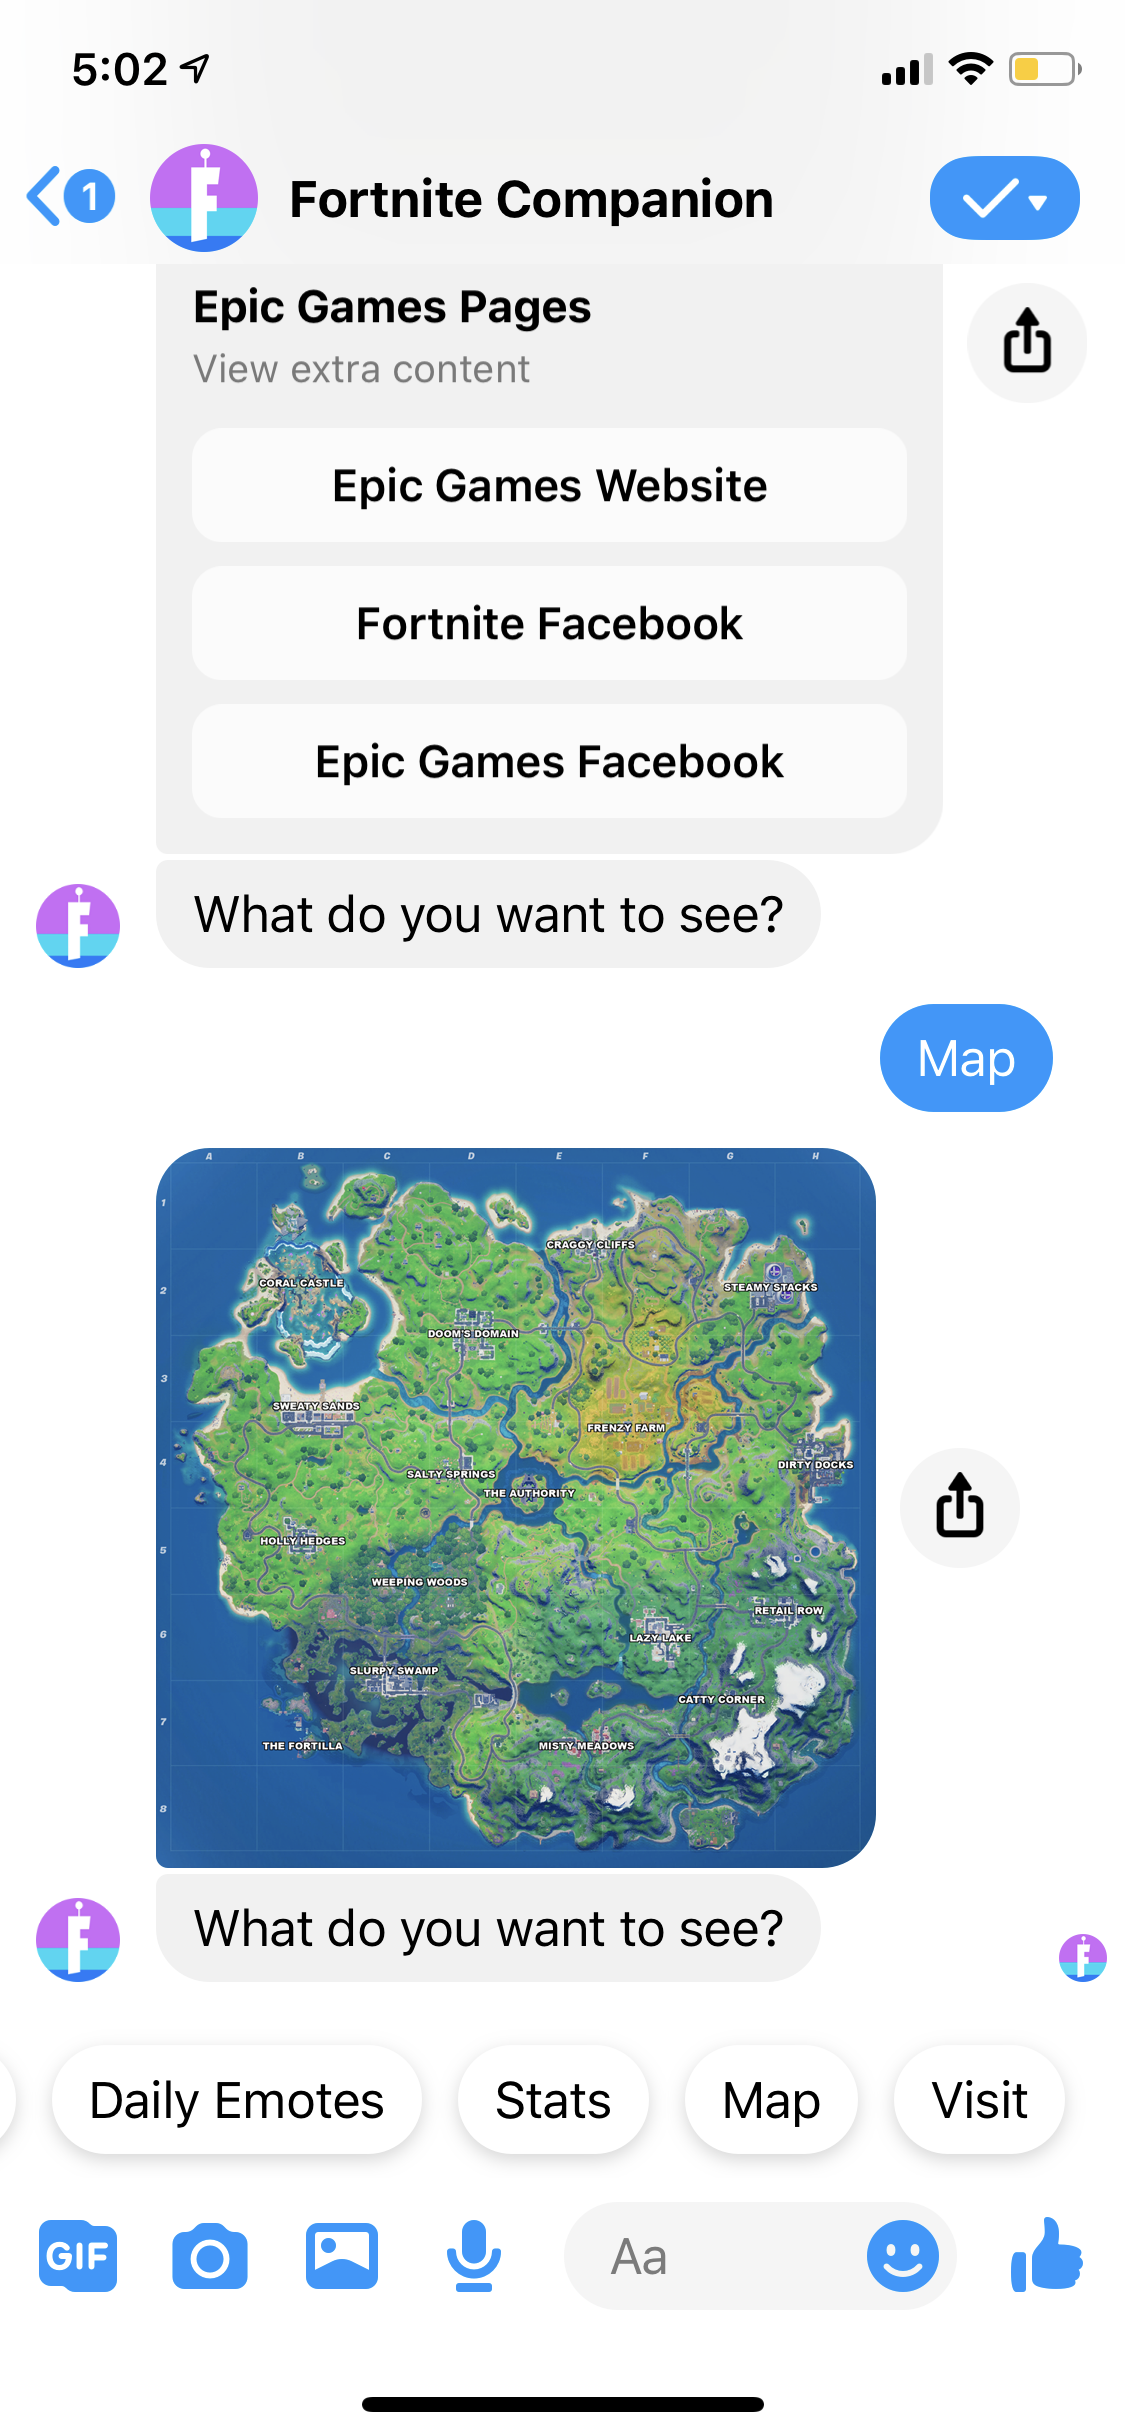 5:02
1
Fortnite Companion
Epic Games Pages
View extra content
Epic Games Website
Fortnite Facebook
Epic Games Facebook
What do you want to see?
Map
A B C D E F G H
1
2
3
4
5
6
7
8
CRAGGY CLIFFS
CORAL CASTLE
STEAMY STACKS
DOOM'S DOMAIN
SWEATY SANDS
FRENZY FARM
DIRTY DOCKS
SALTY SPRINGS
THE AUTHORITY
HOLLY HEDGES
WEEPING WOODS
RETAIL ROW
LAZY LAKE
SLURPY SWAMP
CATTY CORNER
THE FORTILLA
MISTY MEADOWS
What do you want to see?
Daily Emotes
Stats
Map
Visit
GIF
Aa